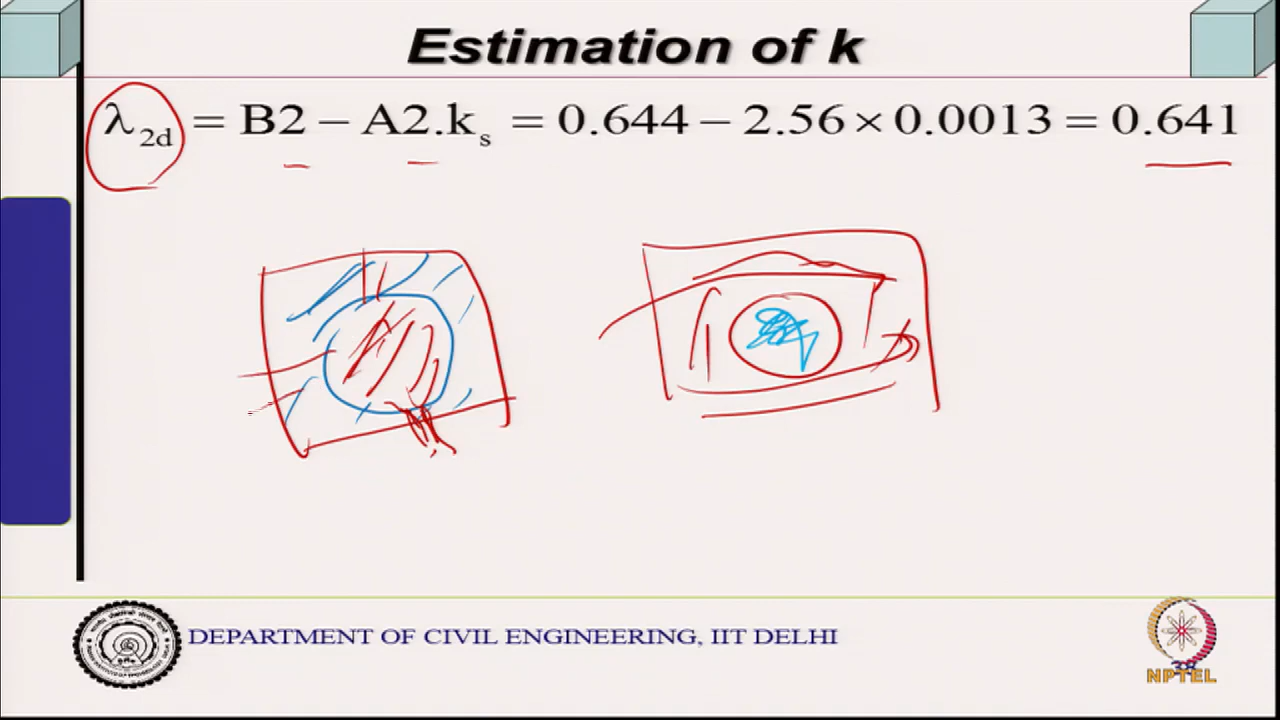 Estimation of k
λ2d = B2 − A2.ks = 0.644 − 2.56 × 0.0013 = 0.641
DEPARTMENT OF CIVIL ENGINEERING, IIT DELHI
NPTEL